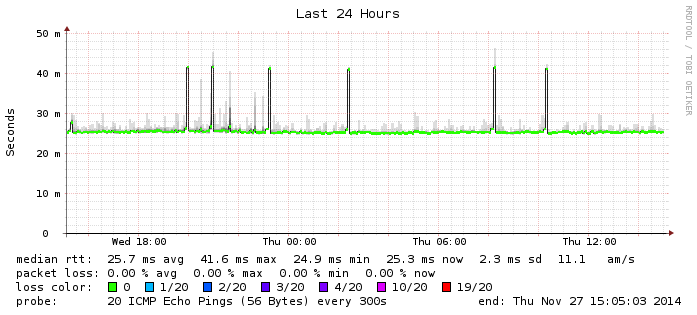 Last 24 Hours
RRDTOOL / TOBI OETIKER
Seconds
50 m
40 m
30 m
20 m
10 m
0
Wed 18:00 Thu 00:00 Thu 06:00 Thu 12:00
median rtt: 25.7 ms avg 41.6 ms max 24.9 ms min 25.3 ms now 2.3 ms sd 11.1 am/s
packet loss: 0.00 % avg 0.00 % max 0.00 % min 0.00 % now
loss color: 0 1/20 2/20 3/20 4/20 10/20 19/20
probe: 20 ICMP Echo Pings (56 Bytes) every 300s end: Thu Nov 27 15:05:03 2014